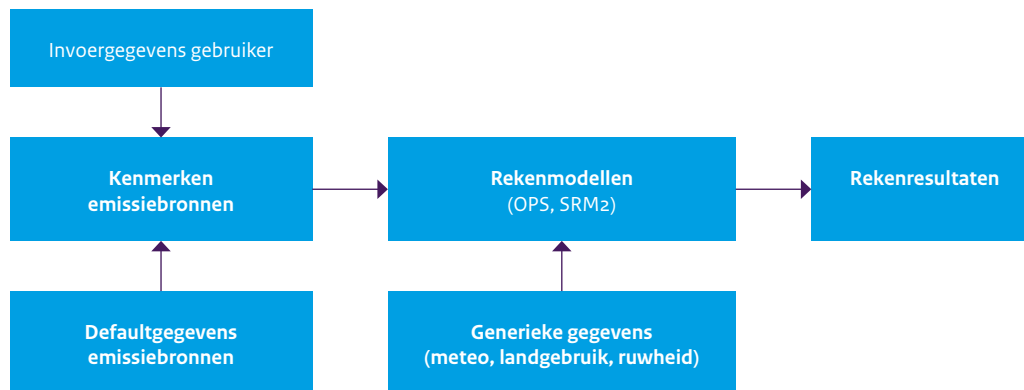 Invoergegevens gebruiker
Kenmerken
emissiebronnen
Rekenmodellen
(OPS, SRM2)
Rekenresultaten
Defaultgegevens
emissiebronnen
Generieke gegevens
(meteo, landgebruik, ruwheid)